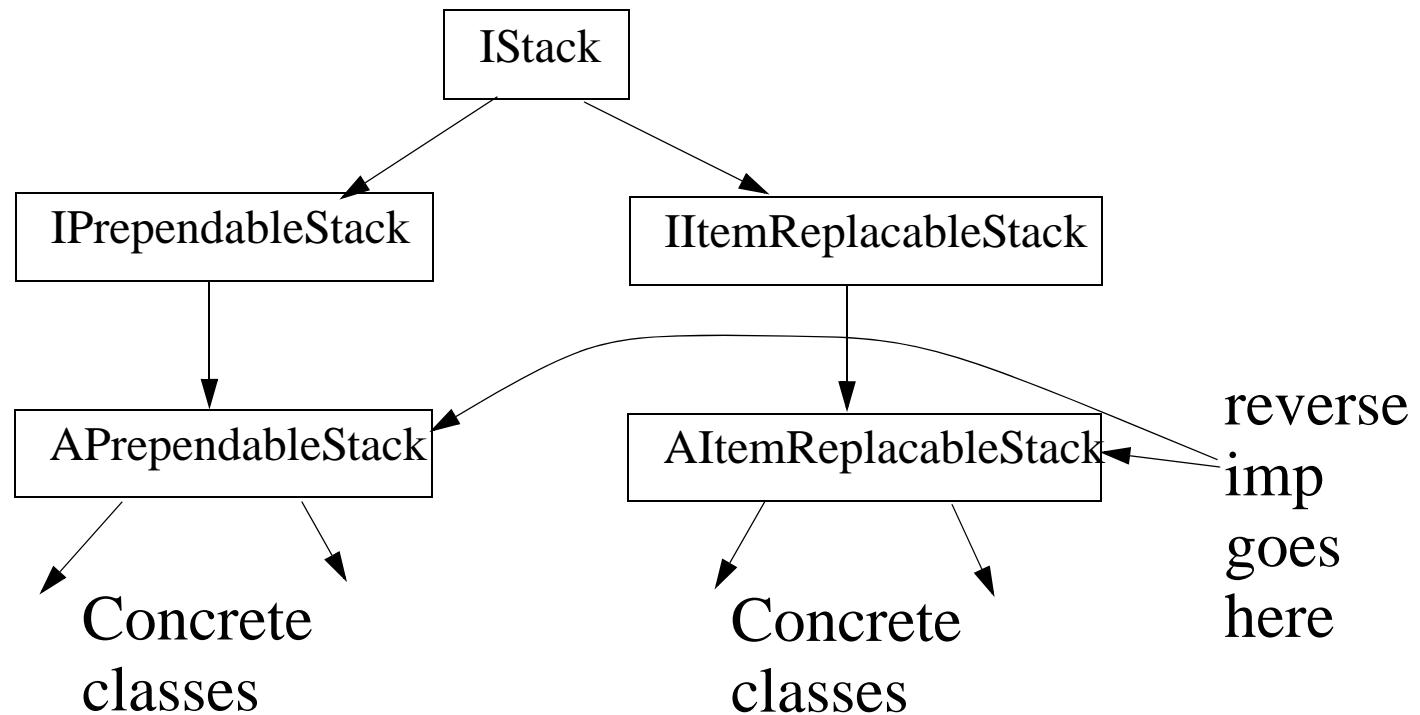 IStack
IPrependableStack
IItemReplacableStack
APrependableStack
AItemReplacableStack
reverse
imp
goes
here
Concrete
classes
Concrete
classes